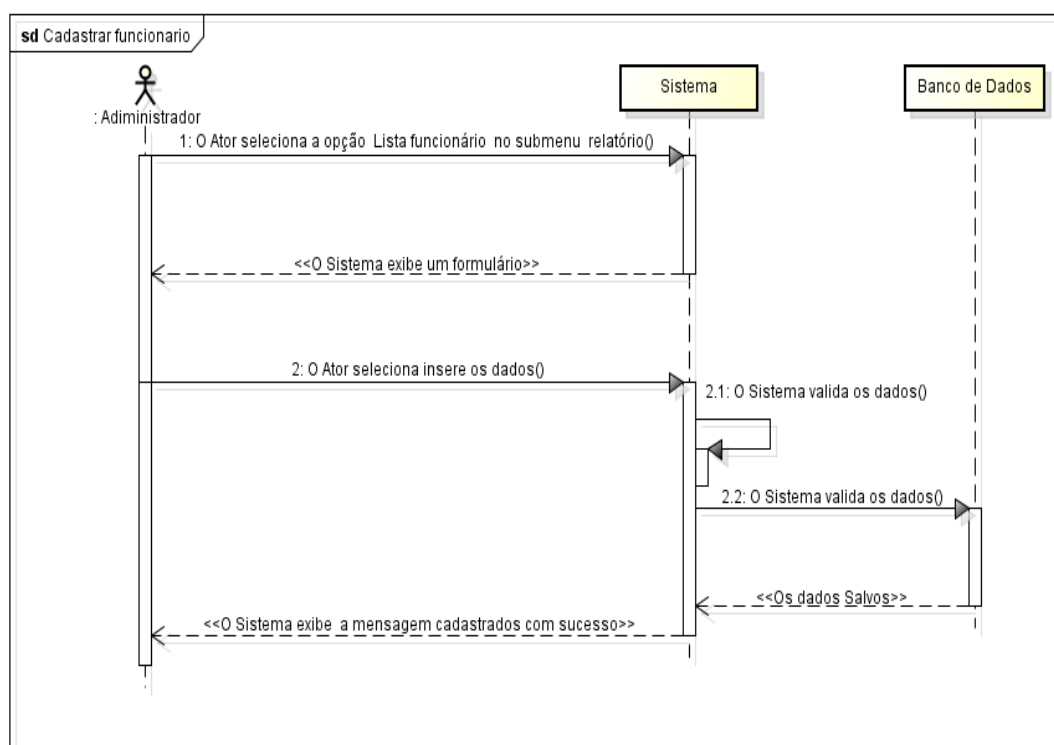 sd Cadastrar funcionario
Sistema
Banco de Dados
: Adiministrador
1: O Ator seleciona a opção Lista funcionário no submenu relatório()
<<O Sistema exibe um formulário>>
2: O Ator seleciona insere os dados()
2.1: O Sistema valida os dados()
2.2: O Sistema valida os dados()
<<Os dados Salvos>>
<<O Sistema exibe a mensagem cadastrados com sucesso>>